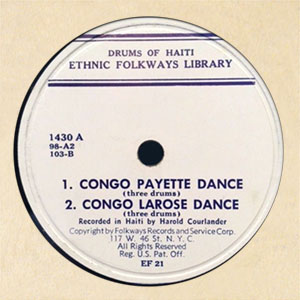 DRUMS OF HAITI
ETHNIC FOLKWAYS LIBRARY
1430 A
98-A2
103-B
1. CONGO PAYETTE DANCE
(three drums)
2. CONGO LAROSE DANCE
(three drums)
Recorded in Haiti by Harold Courlander
Copyright by Folkways Records and Service Corp.
117 W. 46 St. N. Y. C.
All Rights Reserved
Reg. U.S. Pat. Off.
EF 21